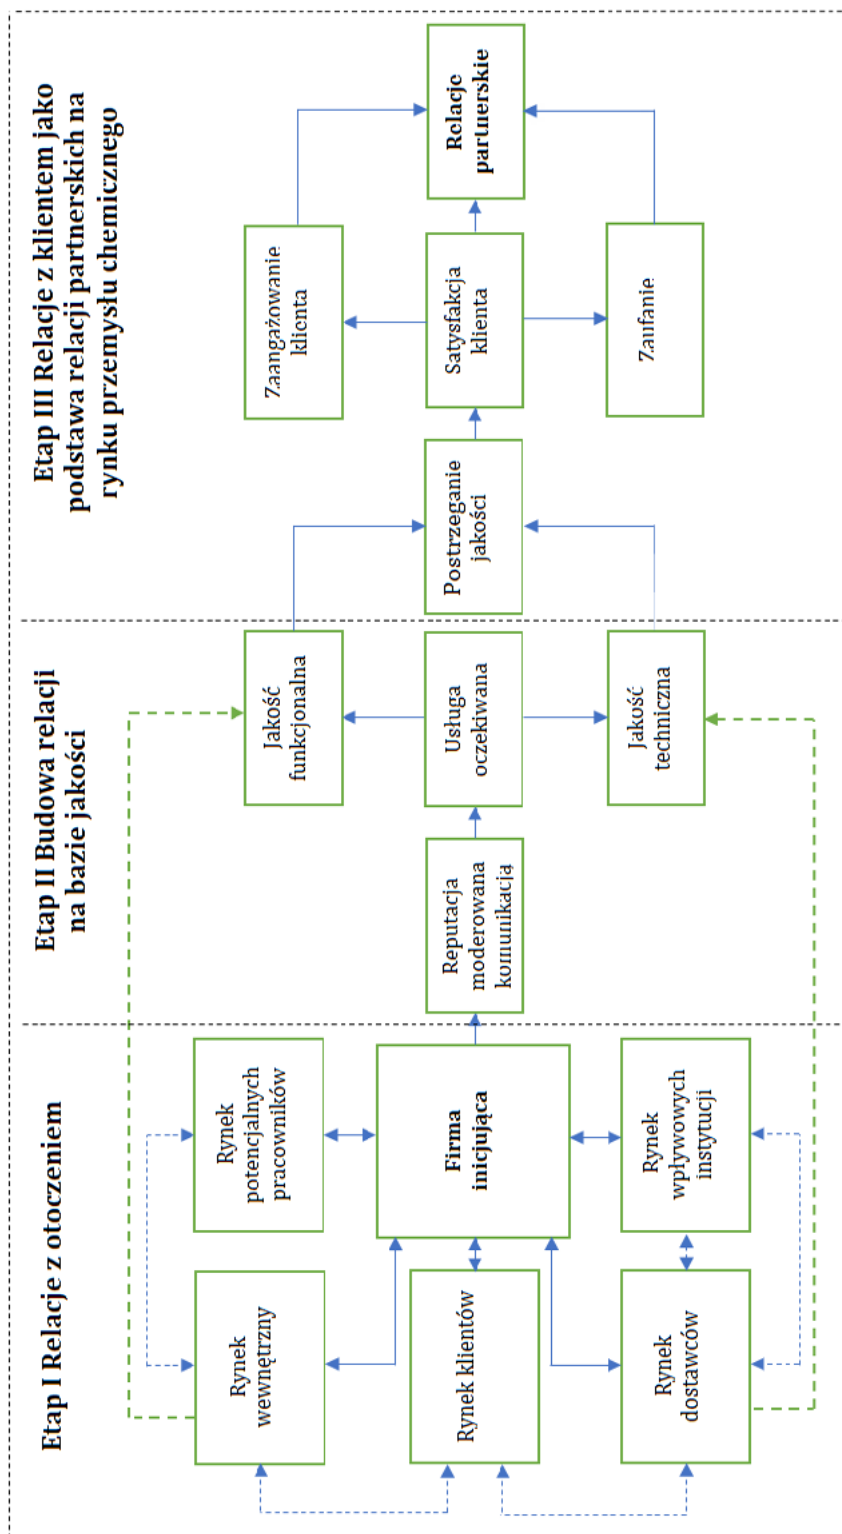 Etap I Relacje z otoczeniem
Rynek
wewnętrzny
Rynek
potencjalnych
pracowników
Rynek klientów
Firma
inicjująca
Rynek
dostawców
Rynek
wpływowych
instytucji
Etap II Budowa relacji
na bazie jakości
Reputacja
moderowana
komunikacją
Jakość
funkcjonalna
Usługa
oczekiwana
Jakość
techniczna
Etap III Relacje z klientem jako
podstawa relacji partnerskich na
rynku przemysłu chemicznego
Postrzeganie
jakości
Zaangażowanie
klienta
Satysfakcja
klienta
Zaufanie
Relacje
partnerskie